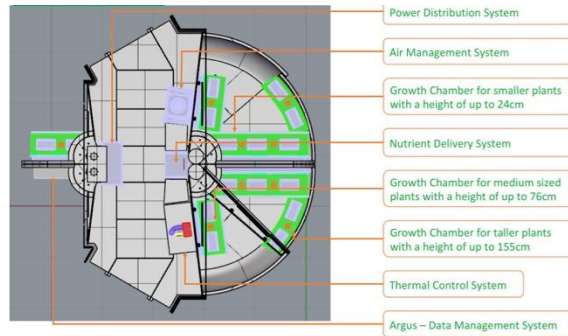 Power Distribution System
Air Management System
Growth Chamber for smaller plants
with a height of up to 24cm
Nutrient Delivery System
Growth Chamber for medium sized
plants with a height of up to 76cm
Growth Chamber for taller plants
with a height of up to 155cm
Thermal Control System
Argus – Data Management System